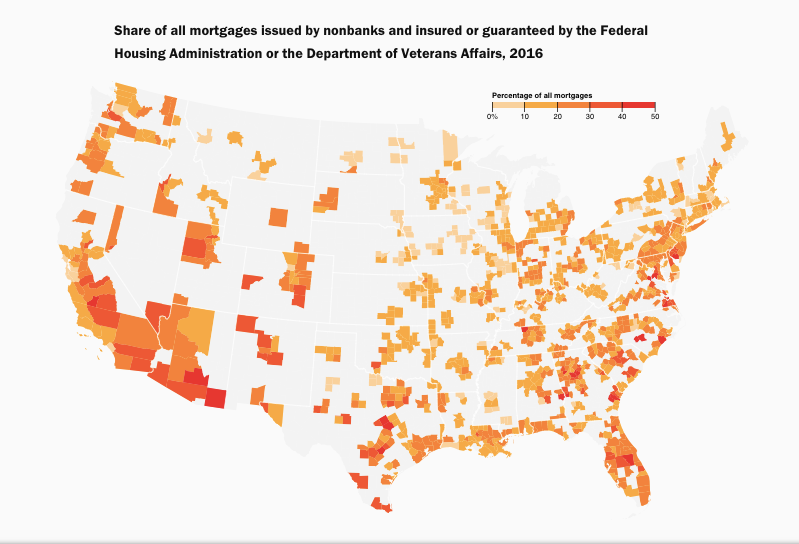 Share of all mortgages issued by nonbanks and insured or guaranteed by the Federal
Housing Administration or the Department of Veterans Affairs, 2016
Percentage of all mortgages
0% 10 20 30 40 50